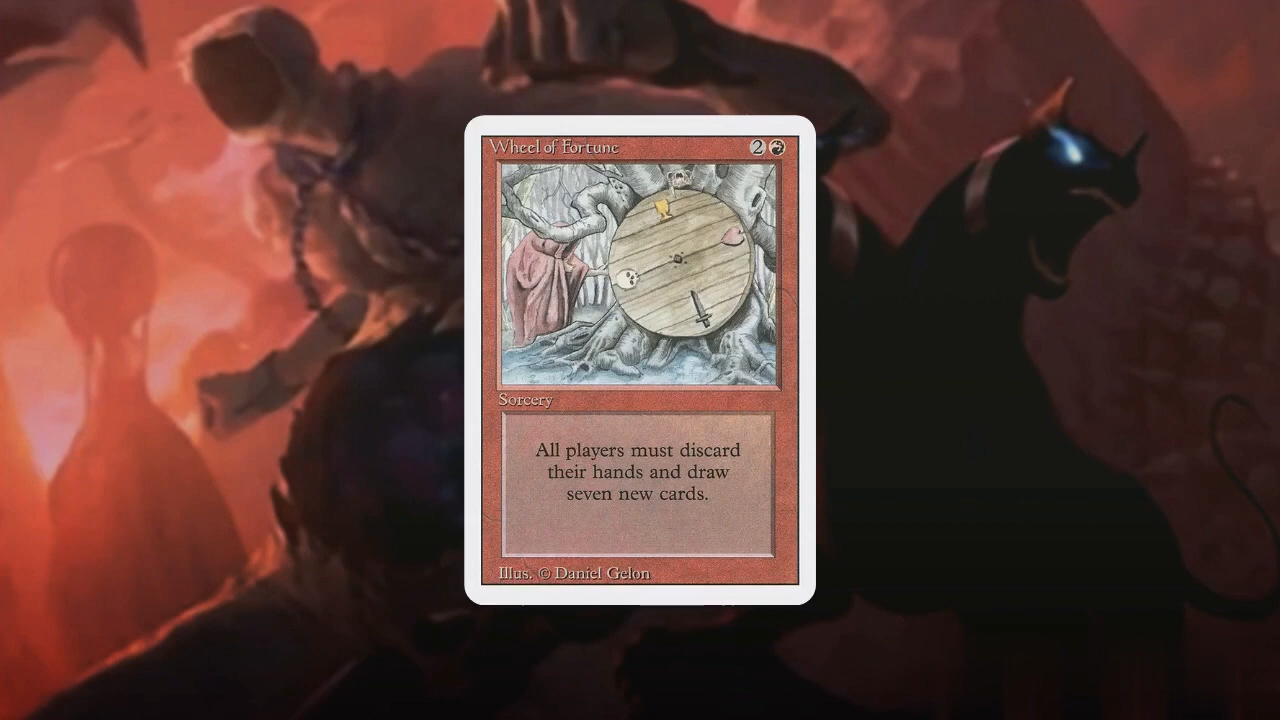 Wheel of Fortune 2
Sorcery
All players must discard
their hands and draw
seven new cards.
Illus. © Daniel Gelon